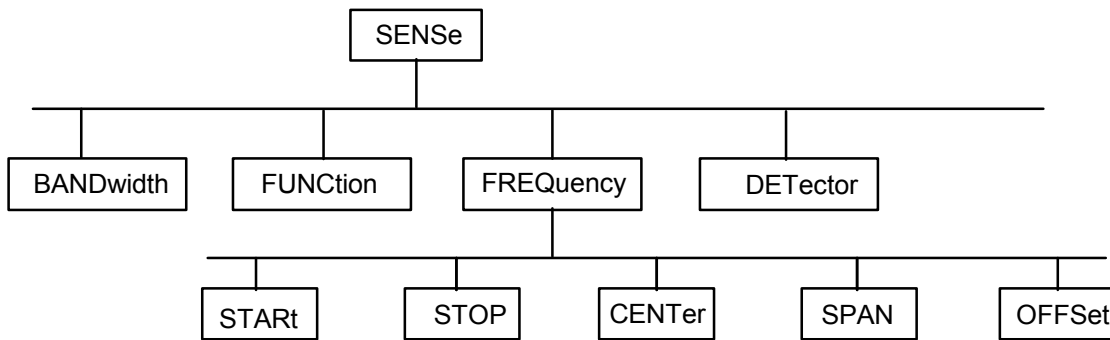 SENSe
BANDwidth FUNCtion FREQuency DETector
STARt STOP CENTer SPAN OFFSet